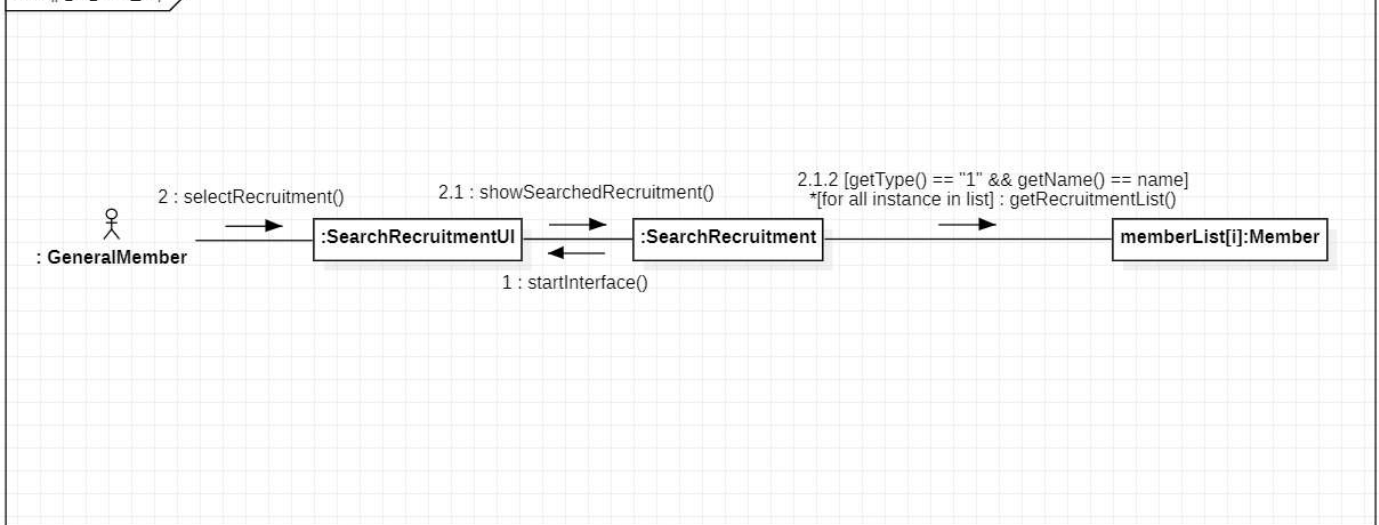 2 : selectRecruitment()
: GeneralMember
:SearchRecruitmentUI
2.1 : showSearchedRecruitment()
1 : startInterface()
:SearchRecruitment
2.1.2 [getType() == "1" && getName() == name]
*[for all instance in list] : getRecruitmentList()
memberList[i]:Member